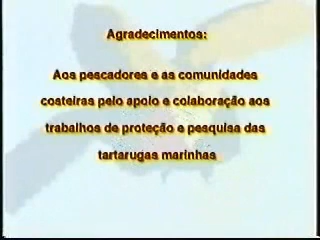 Agradecimentos:
Aos pescadores e as comunidades
costeiras pelo apoio e colaboração aos
trabalhos de proteção e pesquisa das
tartarugas marinhas